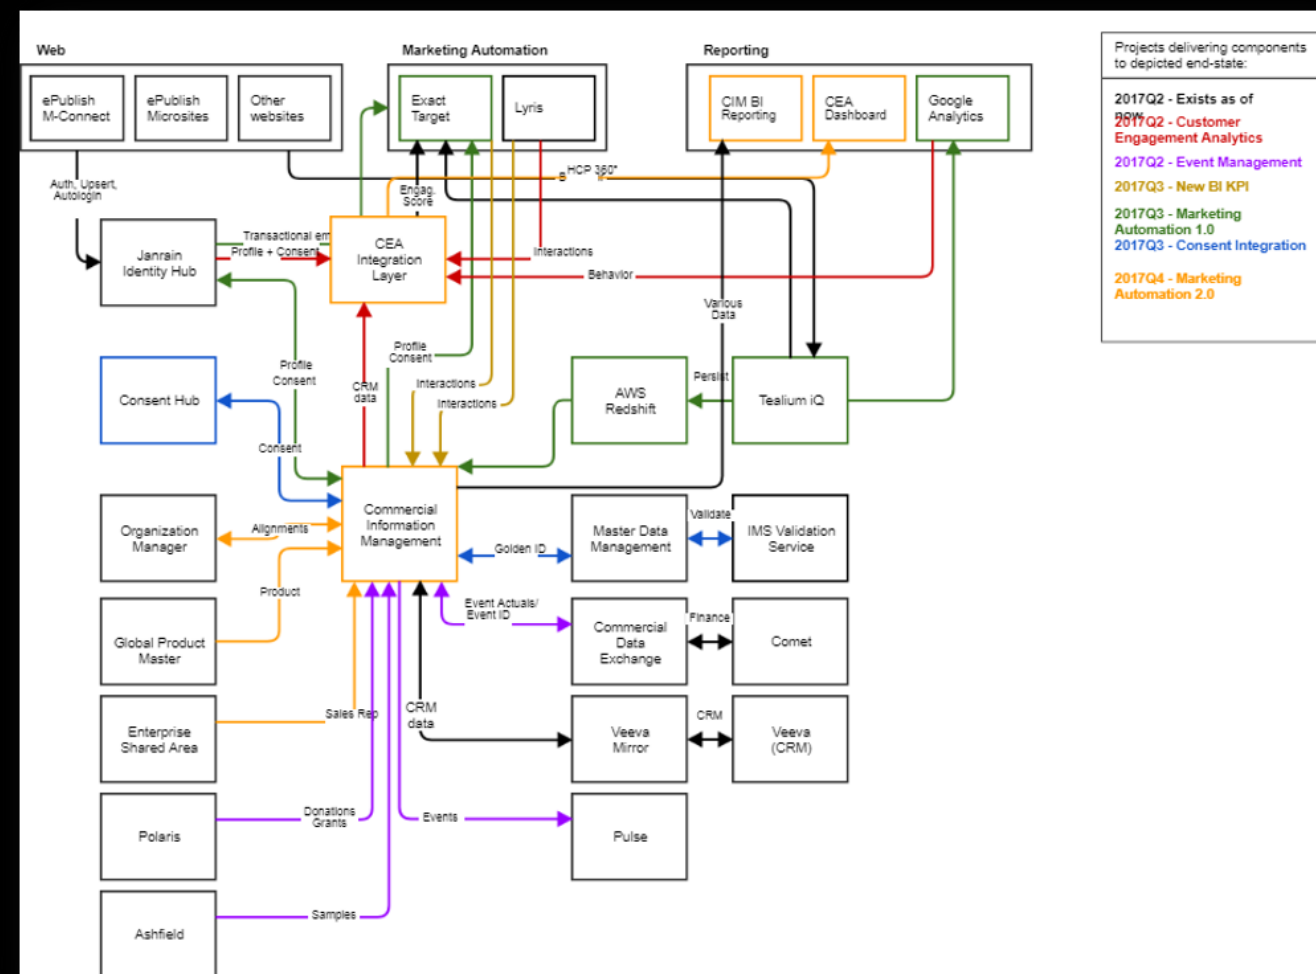 Web
Marketing Automation
Reporting
Projects delivering components
to depicted end-state:
ePublish
M-Connect
ePublish
Microsites
Other
websites
Exact
Target
Lyris
CIM BI
Reporting
CEA
Dashboard
Google
Analytics
2017Q2 - Exists as of
now
2017Q2 - Customer
Engagement Analytics
2017Q2 - Event Management
2017Q3 - New BI KPI
2017Q3 - Marketing
Automation 1.0
2017Q3 - Consent Integration
2017Q4 - Marketing
Automation 2.0
Auth, Upsert,
Autologin
HCP 360°
Engag.
Score
Janrain
Identity Hub
Transactional em
Profile + Consent
CEA
Integration
Layer
Interactions
Behavior
Various
Data
Profile
Consent
Profile
Consent
CRM
data
Interactions
Interactions
Consent Hub
AWS
Redshift
Persist
Tealium iQ
Consent
Commercial
Information
Management
Organization
Manager
Alignments
Golden ID
Master Data
Management
Validate
IMS Validation
Service
Product
Global Product
Master
Event Actuals/
Event ID
Commercial
Data
Exchange
Finance
Comet
Enterprise
Shared Area
Sales Rep
CRM
data
Veeva
Mirror
CRM
Veeva
(CRM)
Polaris
Donations
Grants
Events
Pulse
Ashfield
Samples